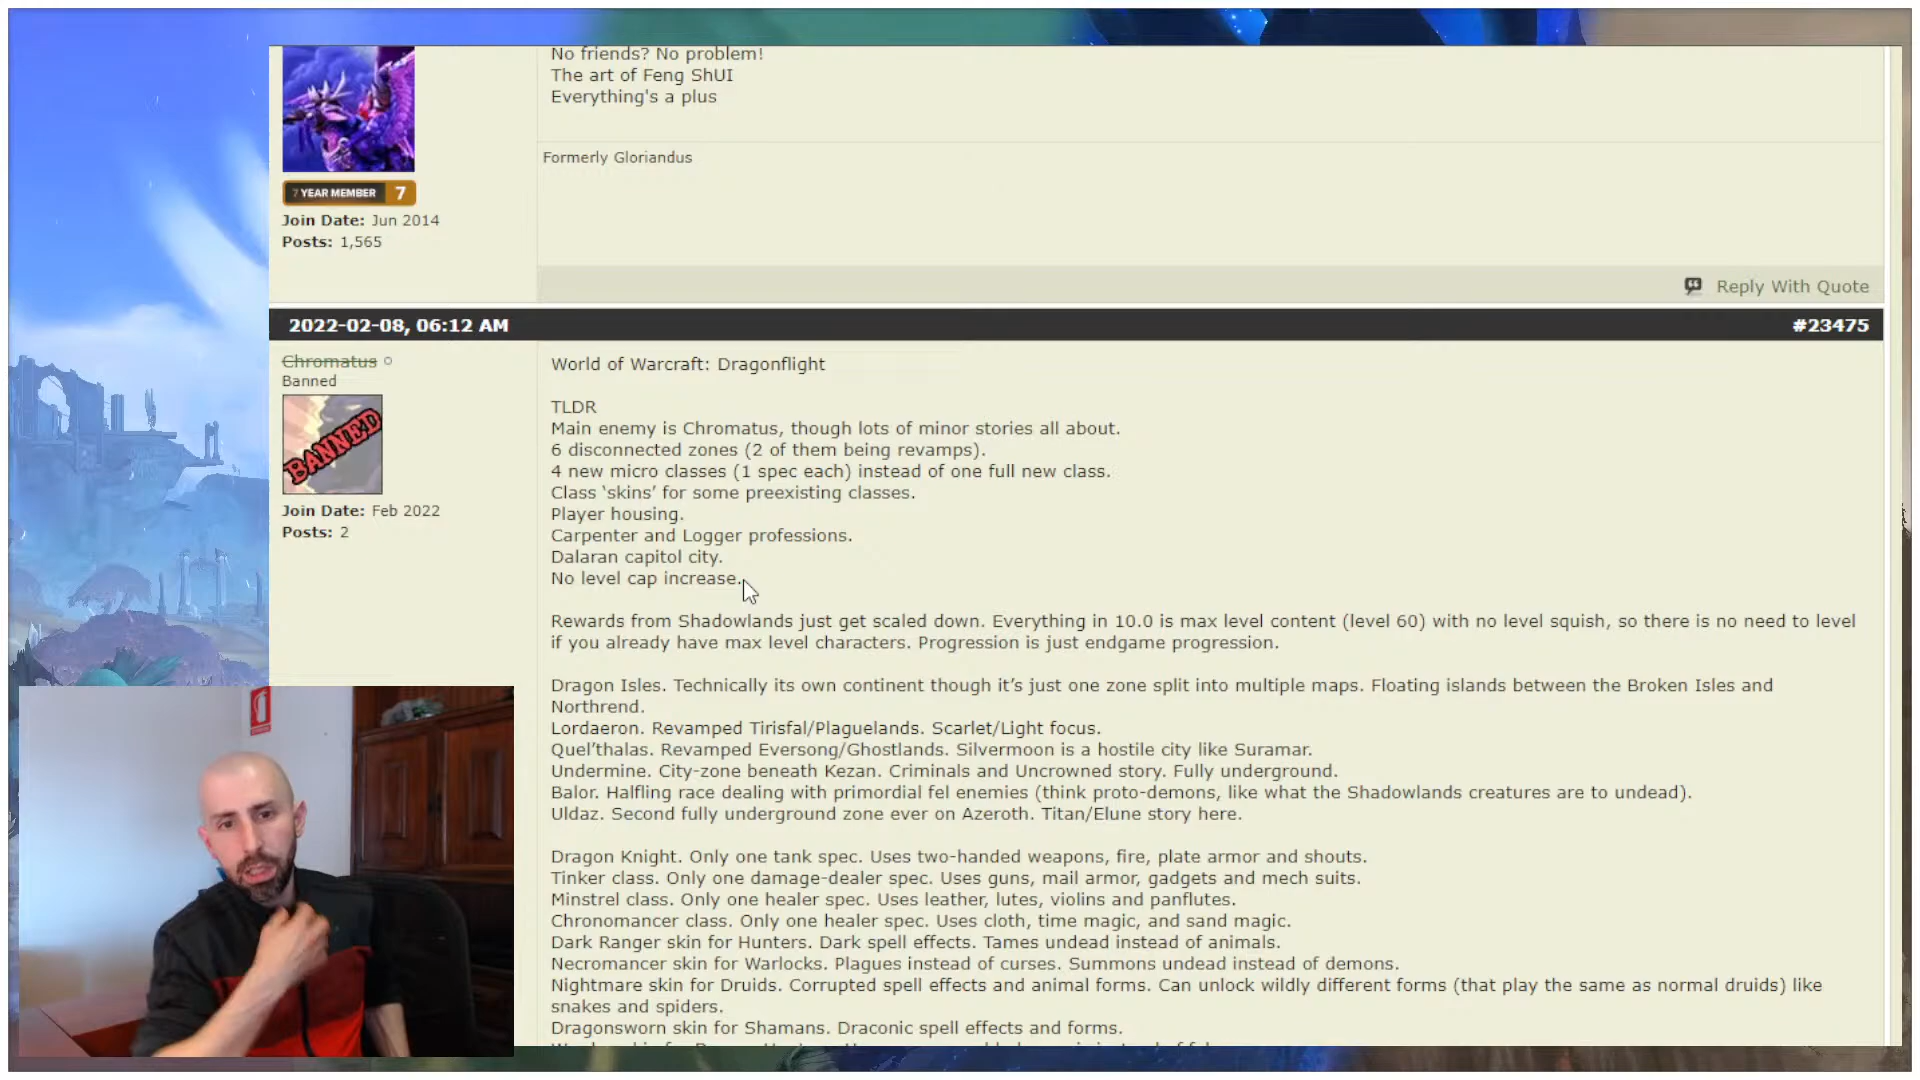 No friends? No problem!
The art of Feng ShUI
Everything's a plus
Formerly Gloriandus
7 YEAR MEMBER 7
Join Date: Jun 2014
Posts: 1,565
Reply With Quote
2022-02-08, 06:12 AM #23475
Chromatus
Banned
BANNED
Join Date: Feb 2022
Posts: 2
World of Warcraft: Dragonflight
TLDR
Main enemy is Chromatus, though lots of minor stories all about.
6 disconnected zones (2 of them being revamps).
4 new micro classes (1 spec each) instead of one full new class.
Class ‘skins’ for some preexisting classes.
Player housing.
Carpenter and Logger professions.
Dalaran capitol city.
No level cap increase.
Rewards from Shadowlands just get scaled down. Everything in 10.0 is max level content (level 60) with no level squish, so there is no need to level
if you already have max level characters. Progression is just endgame progression.
Dragon Isles. Technically its own continent though it’s just one zone split into multiple maps. Floating islands between the Broken Isles and
Northrend.
Lordaeron. Revamped Tirisfal/Plaguelands. Scarlet/Light focus.
Quel’thalas. Revamped Eversong/Ghostlands. Silvermoon is a hostile city like Suramar.
Undermine. City-zone beneath Kezan. Criminals and Uncrowned story. Fully underground.
Balor. Halfling race dealing with primordial fel enemies (think proto-demons, like what the Shadowlands creatures are to undead).
Uldaz. Second fully underground zone ever on Azeroth. Titan/Elune story here.
Dragon Knight. Only one tank spec. Uses two-handed weapons, fire, plate armor and shouts.
Tinker class. Only one damage-dealer spec. Uses guns, mail armor, gadgets and mech suits.
Minstrel class. Only one healer spec. Uses leather, lutes, violins and panflutes.
Chronomancer class. Only one healer spec. Uses cloth, time magic, and sand magic.
Dark Ranger skin for Hunters. Dark spell effects. Tames undead instead of animals.
Necromancer skin for Warlocks. Plagues instead of curses. Summons undead instead of demons.
Nightmare skin for Druids. Corrupted spell effects and animal forms. Can unlock wildly different forms (that play the same as normal druids) like
snakes and spiders.
Dragonsworn skin for Shamans. Draconic spell effects and forms.